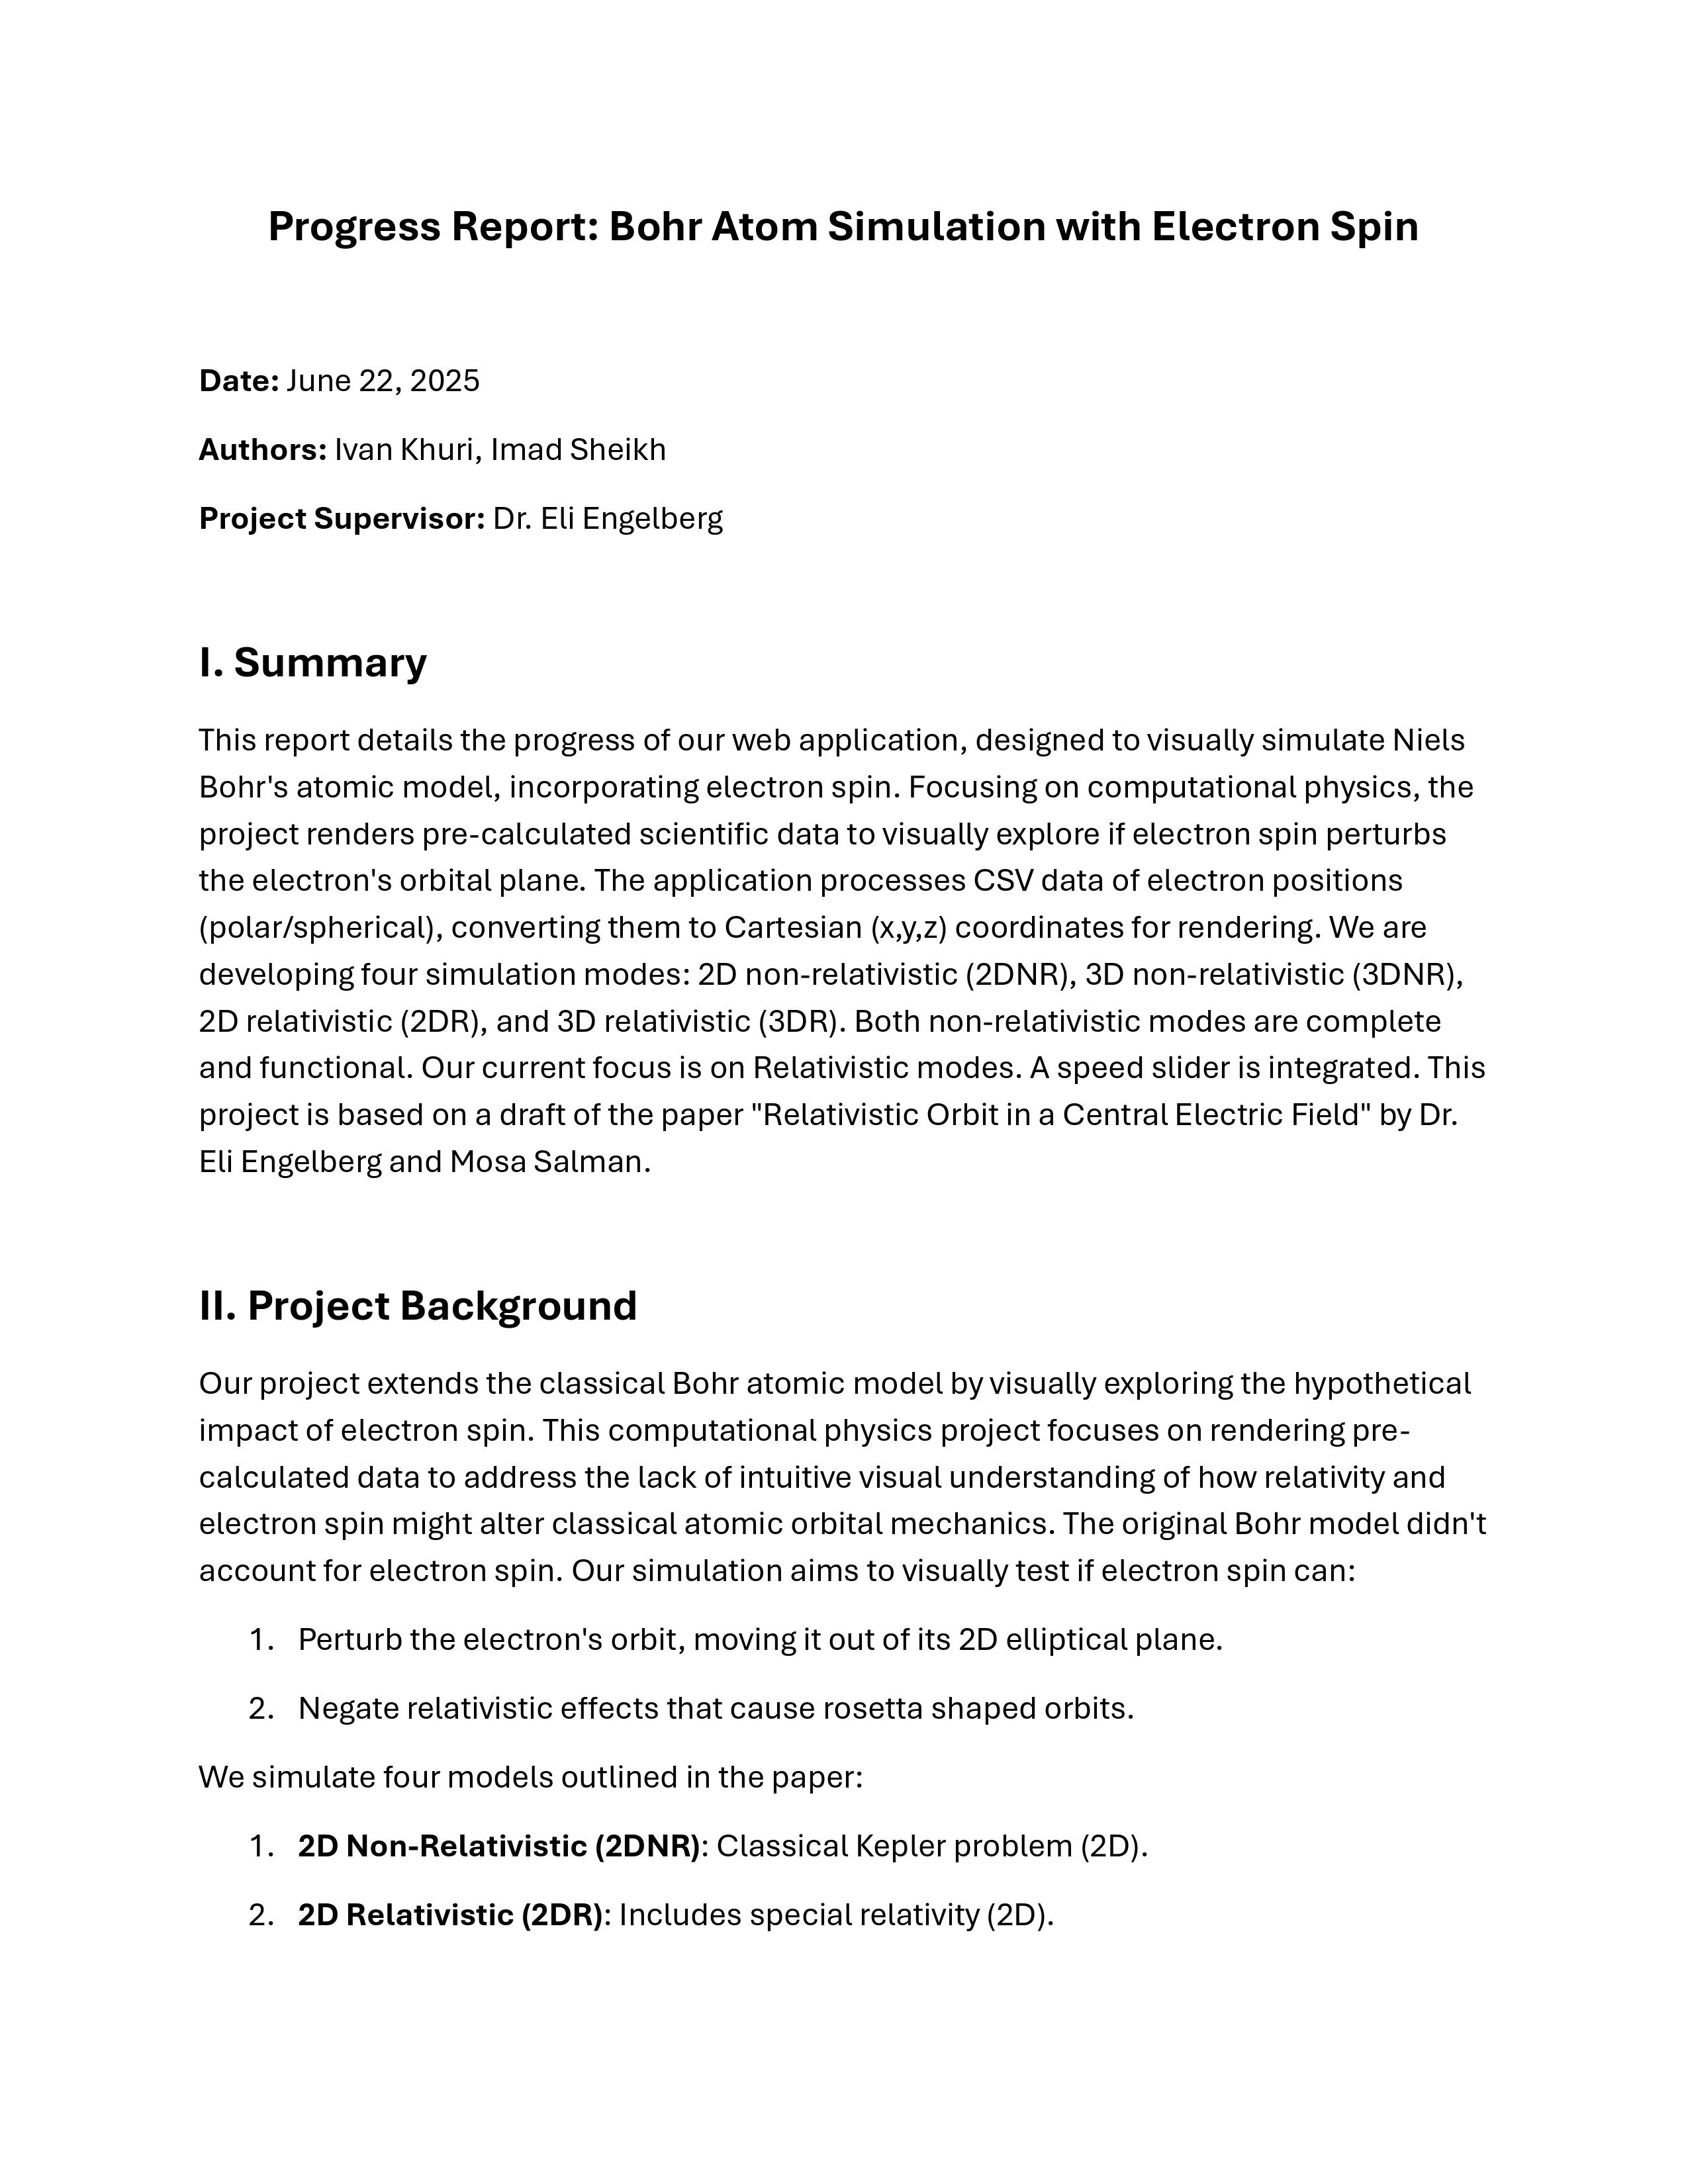 Progress Report: Bohr Atom Simulation with Electron Spin
Date: June 22, 2025
Authors: Ivan Khuri, Imad Sheikh
Project Supervisor: Dr. Eli Engelberg
I. Summary
This report details the progress of our web application, designed to visually simulate Niels
Bohr's atomic model, incorporating electron spin. Focusing on computational physics, the
project renders pre-calculated scientific data to visually explore if electron spin perturbs
the electron's orbital plane. The application processes CSV data of electron positions
(polar/spherical), converting them to Cartesian (x,y,z) coordinates for rendering. We are
developing four simulation modes: 2D non-relativistic (2DNR), 3D non-relativistic (3DNR),
2D relativistic (2DR), and 3D relativistic (3DR). Both non-relativistic modes are complete
and functional. Our current focus is on Relativistic modes. A speed slider is integrated. This
project is based on a draft of the paper "Relativistic Orbit in a Central Electric Field" by Dr.
Eli Engelberg and Mosa Salman.
II. Project Background
Our project extends the classical Bohr atomic model by visually exploring the hypothetical
impact of electron spin. This computational physics project focuses on rendering pre-
calculated data to address the lack of intuitive visual understanding of how relativity and
electron spin might alter classical atomic orbital mechanics. The original Bohr model didn't
account for electron spin. Our simulation aims to visually test if electron spin can:
1. Perturb the electron's orbit, moving it out of its 2D elliptical plane.
2. Negate relativistic effects that cause rosetta shaped orbits.
We simulate four models outlined in the paper:
1. 2D Non-Relativistic (2DNR): Classical Kepler problem (2D).
2. 2D Relativistic (2DR): Includes special relativity (2D).